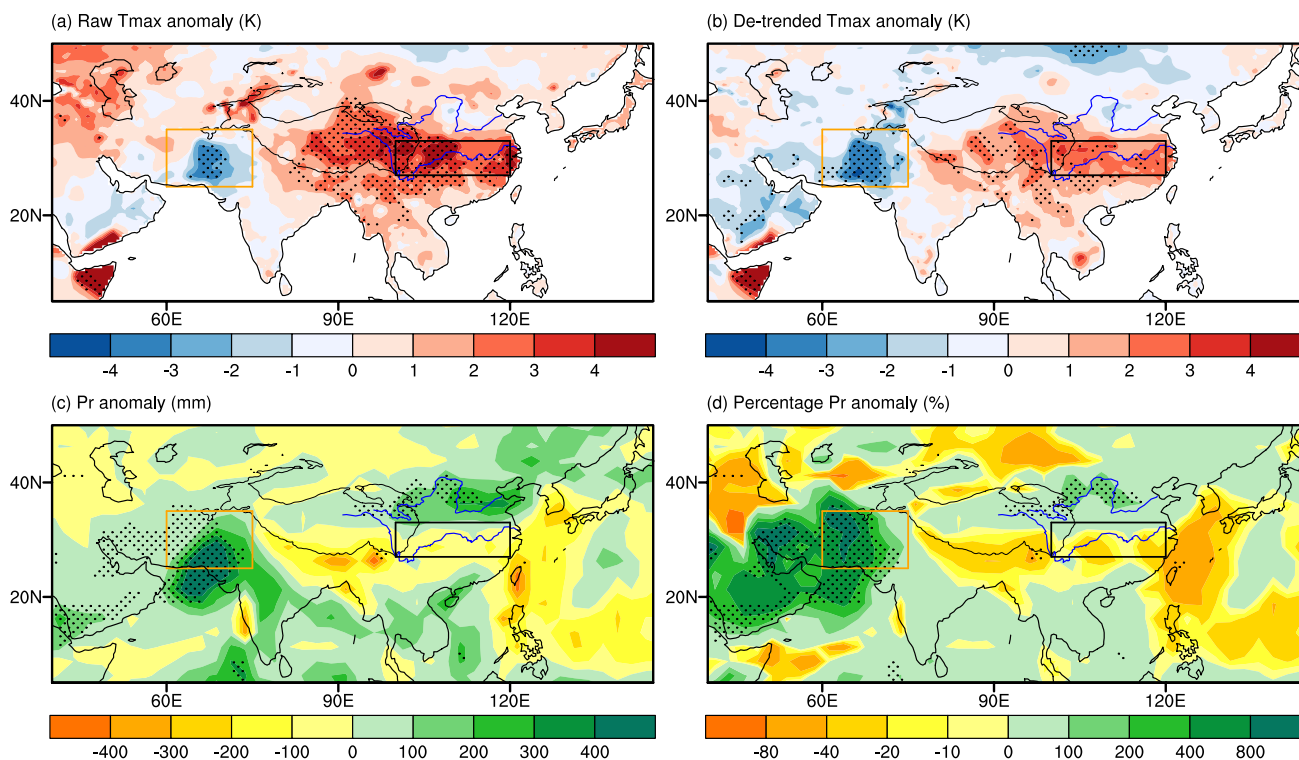 (a) Raw Tmax anomaly (K)
(b) De-trended Tmax anomaly (K)
40N
20N
60E 90E 120E
-4 -3 -2 -1 0 1 2 3 4
40N
20N
60E 90E 120E
-4 -3 -2 -1 0 1 2 3 4
(c) Pr anomaly (mm)
(d) Percentage Pr anomaly (%)
40N
20N
60E 90E 120E
-400 -300 -200 -100 0 100 200 300 400
40N
20N
60E 90E 120E
-80 -40 -20 -10 0 100 200 400 800